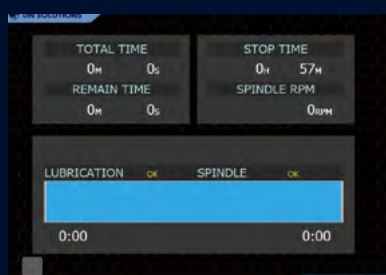 DN SOLUTIONS
TOTAL TIME
0M 0S
REMAIN TIME
0M 0S
STOP TIME
0H 57M
SPINDLE RPM
0RPM
LUBRICATION OK SPINDLE OK
0:00 0:00